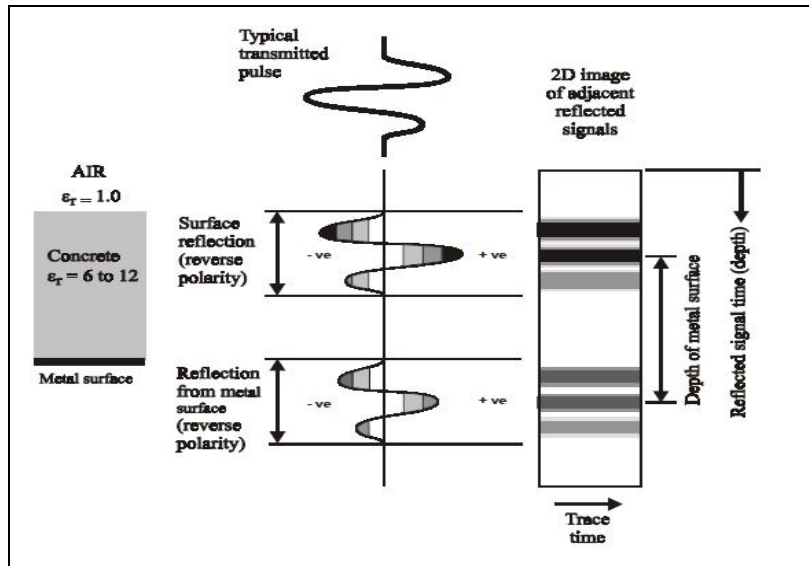 Typical
transmitted
pulse
2D image
of adjacent
reflected
signals
AIR
εr = 1.0
Concrete
εr = 6 to 12
Metal surface
Surface
reflection
(reverse
polarity)
- ve
+ ve
Reflection
from metal
surface
(reverse
polarity)
- ve
+ ve
Depth of metal surface
Reflected signal time (depth)
Trace
time